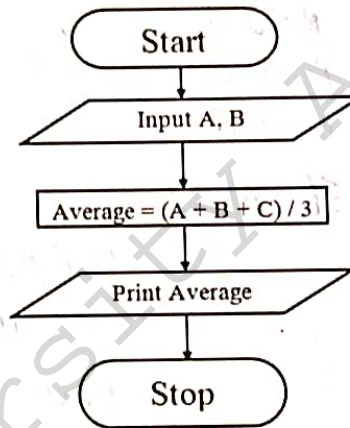 Start
Input A, B
Average = (A + B + C) / 3
Print Average
Stop